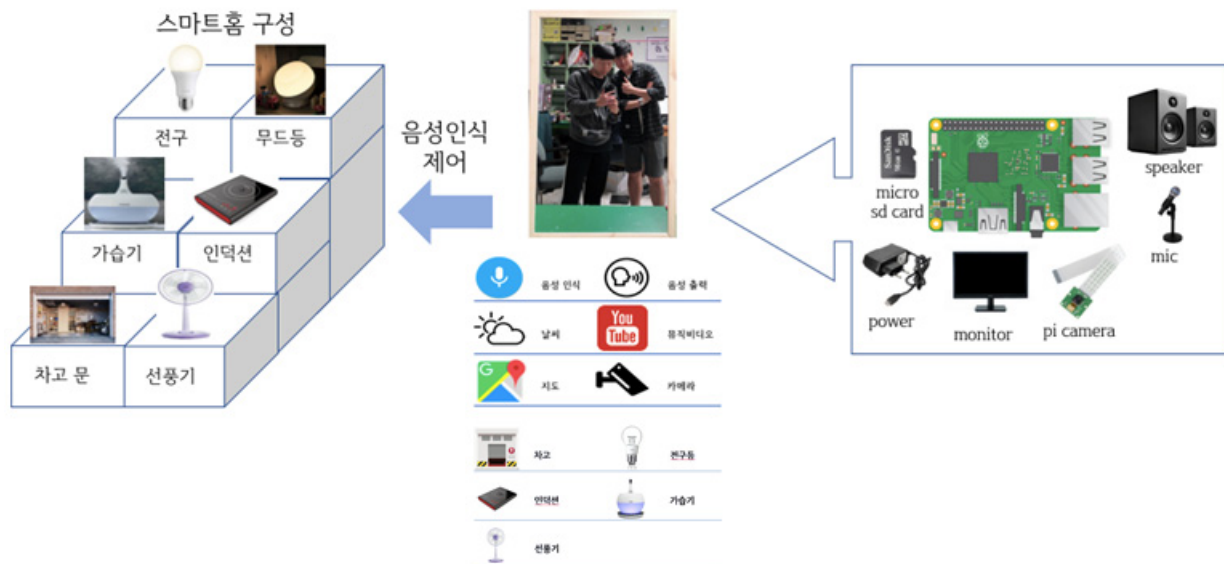 스마트홈 구성
전구
무드등
가습기
인덕션
차고 문
선풍기
음성인식
제어
음성 인식
음성 출력
날씨
You
Tube
뮤직비디오
G
지도
카메라
차고
전구등
인덕션
가습기
선풍기
SanDisk
micro
sd card
speaker
mic
power
monitor
pi camera